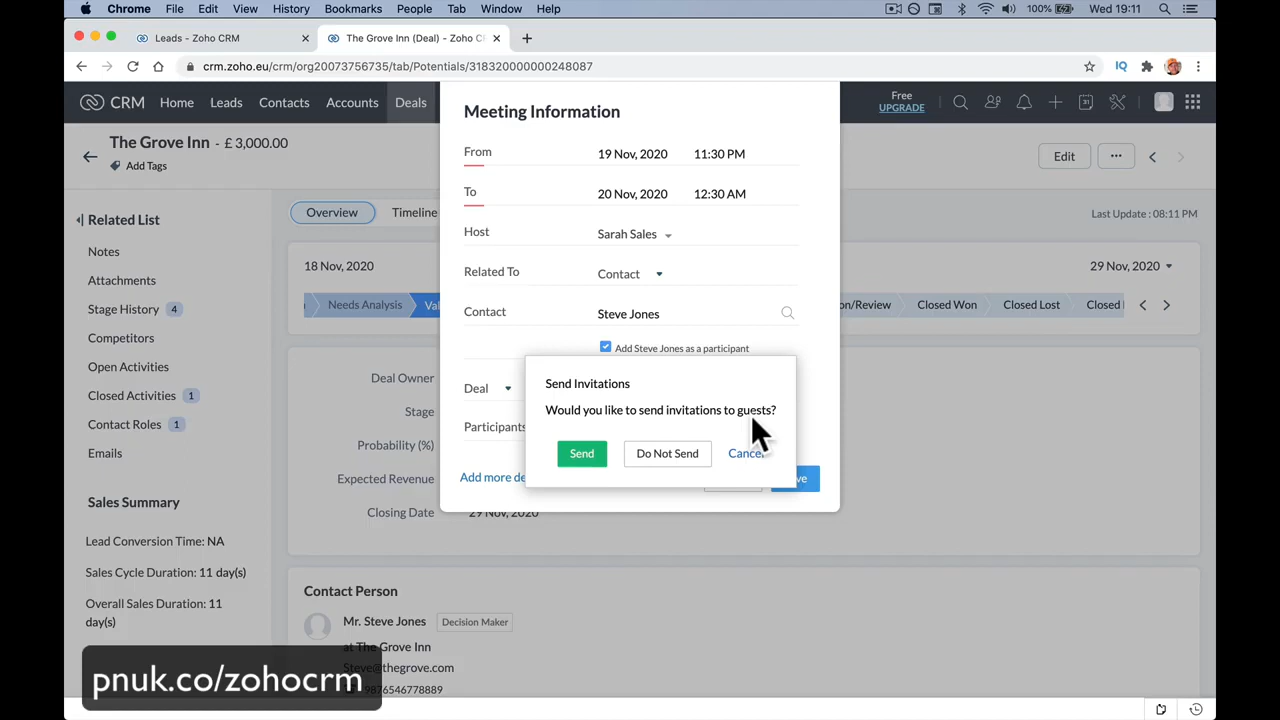 Chrome File Edit View History Bookmarks People Tab Window Help 100% Wed 19:11
Leads - Zoho CRM
The Grove Inn (Deal) - Zoho C
crm.zoho.eu/crm/org20073756735/tab/Potentials/318320000000248087
CRM Home Leads Contacts Accounts Deals
Free
UPGRADE
31
The Grove Inn - £ 3,000.00
Add Tags
Edit
Related List
Notes
Attachments
Stage History 4
Competitors
Open Activities
Closed Activities 1
Contact Roles 1
Emails
Sales Summary
Lead Conversion Time: NA
Sales Cycle Duration: 11 day(s)
Overall Sales Duration: 11
day(s)
Overview Timeline
Last Update : 08:11 PM
18 Nov, 2020
29 Nov, 2020
Needs Analysis Val
on/Review Closed Won Closed Lost Closed
Deal Owner
Stage
Probability (%)
Expected Revenue
Closing Date 29 Nov, 2020
Contact Person
Mr. Steve Jones Decision Maker
at The Grove Inn
Steve@thegrove.com
9876546778889
Meeting Information
From 19 Nov, 2020 11:30 PM
To 20 Nov, 2020 12:30 AM
Host Sarah Sales
Related To Contact
Contact Steve Jones
Add Steve Jones as a participant
Deal
Participants
Add more de
ve
Send Invitations
Would you like to send invitations to guests?
Send Do Not Send Cancel
pnuk.co/zohocrm